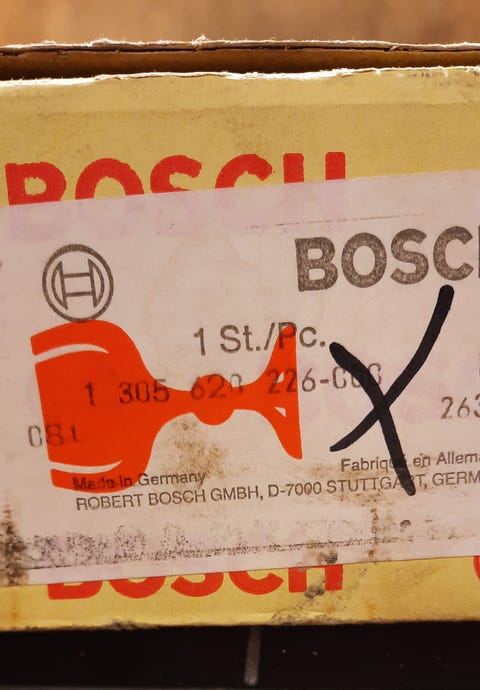 BOSCH
BOSC
1 St./Pc.
1 305 620 226-000
263
081
Made in Germany
Fabriqué en Allema
ROBERT BOSCH GMBH, D-7000 STUTTGART, GERM
BOSCH